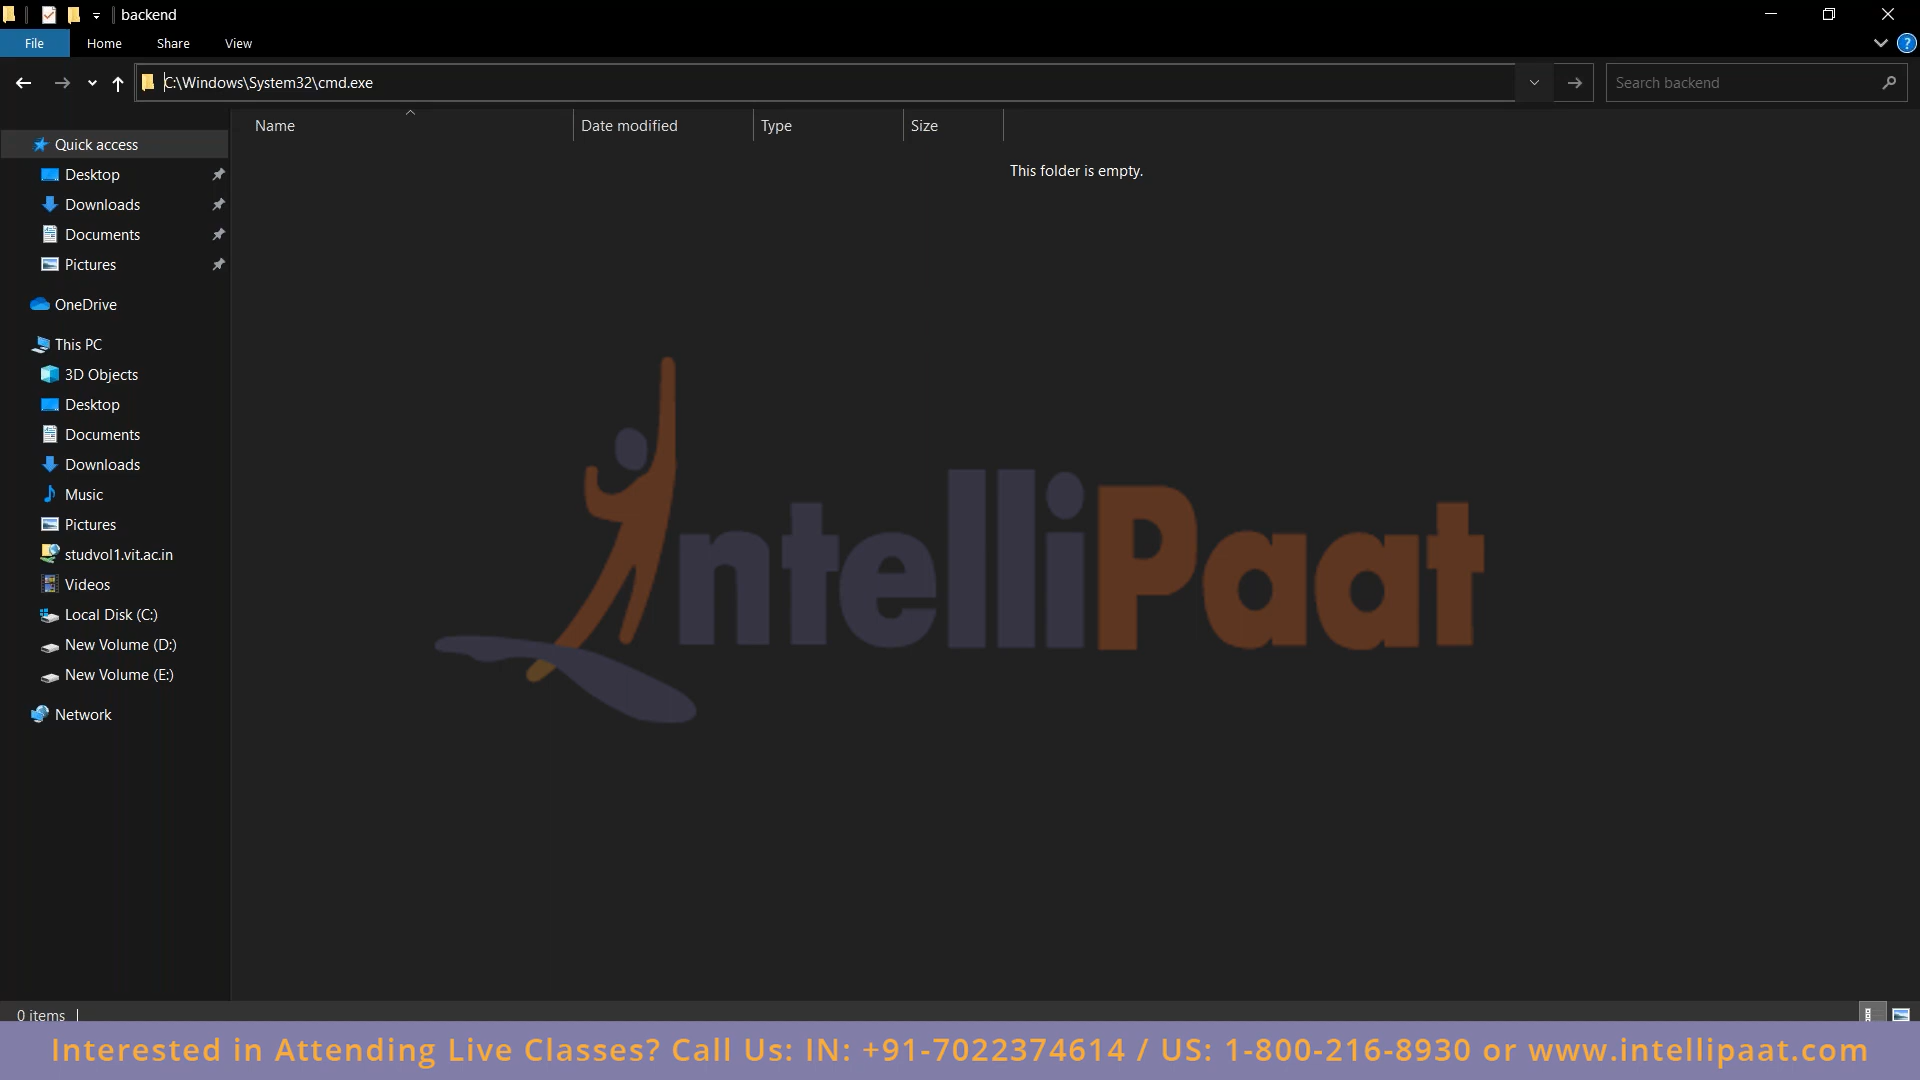 backend
File Home Share View
C:\Windows\System32\cmd.exe
Search backend
Name Date modified Type Size
This folder is empty.
Quick access
Desktop
Downloads
Documents
Pictures
OneDrive
This PC
3D Objects
Desktop
Documents
Downloads
Music
Pictures
studvol1.vit.ac.in
Videos
Local Disk (C:)
New Volume (D:)
New Volume (E:)
Network
IntelliPaat
0 items
Interested in Attending Live Classes? Call Us: IN: +91-7022374614 / US: 1-800-216-8930 or www.intellipaat.com